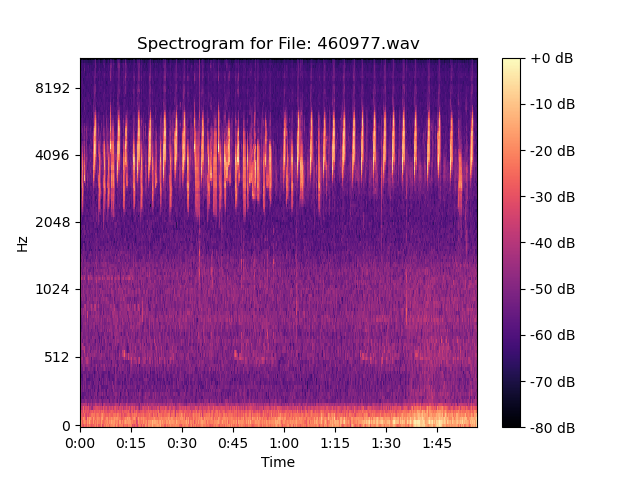 Spectrogram for File: 460977.wav
Hz
8192
4096
2048
1024
512
0
0:00 0:15 0:30 0:45 1:00 1:15 1:30 1:45
Time
+0 dB
-10 dB
-20 dB
-30 dB
-40 dB
-50 dB
-60 dB
-70 dB
-80 dB